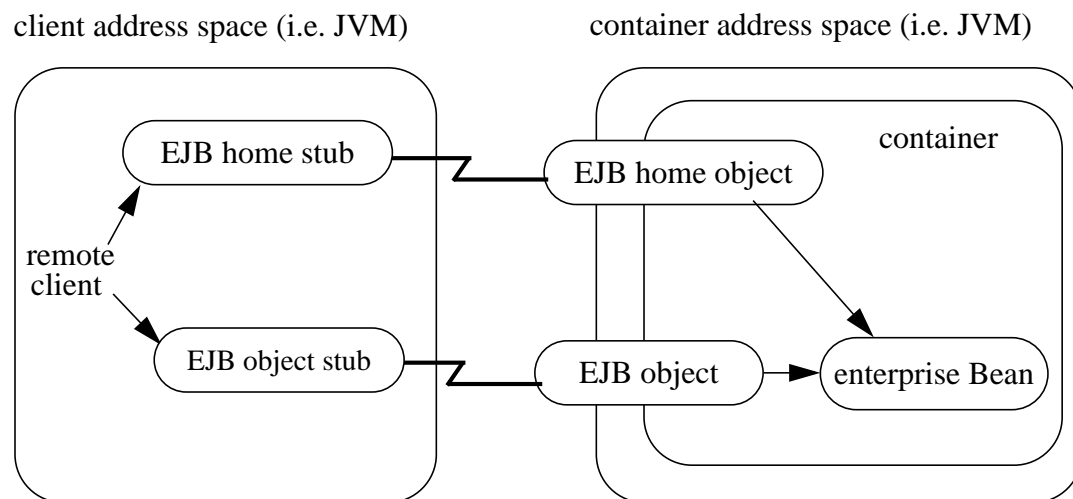 client address space (i.e. JVM)
container address space (i.e. JVM)
container
EJB home stub
EJB home object
remote
client
EJB object stub
EJB object
enterprise Bean